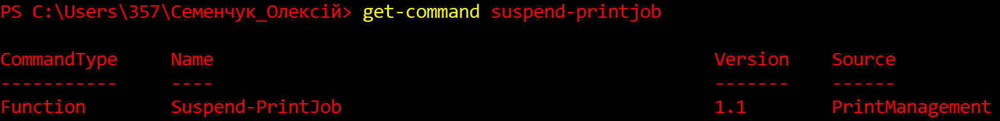 PS C:\Users\357\Семенчук_Олексій> get-command suspend-printjob
CommandType     Name                                               Version    Source
-----------     ----                                               -------    ------
Function        Suspend-PrintJob                                   1.1        PrintManagement